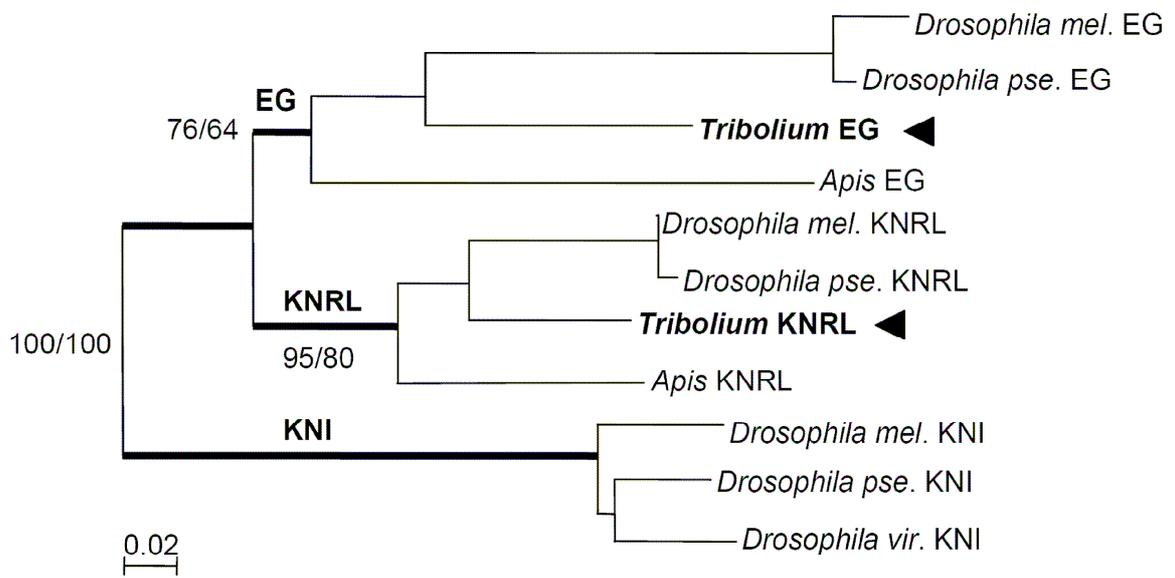 Drosophila mel. EG
Drosophila pse. EG
EG
76/64
Tribolium EG
Apis EG
Drosophila mel. KNRL
Drosophila pse. KNRL
KNRL
Tribolium KNRL
100/100
95/80
Apis KNRL
KNI
Drosophila mel. KNI
Drosophila pse. KNI
Drosophila vir. KNI
0.02